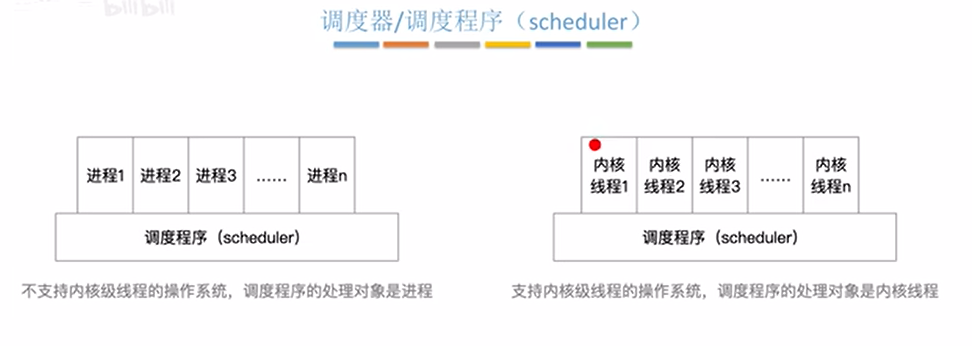 bilibili
调度器/调度程序（scheduler）
进程1 进程2 进程3 …… 进程n
调度程序（scheduler）
不支持内核级线程的操作系统，调度程序的处理对象是进程
内核线程1 内核线程2 内核线程3 …… 内核线程n
调度程序（scheduler）
支持内核级线程的操作系统，调度程序的处理对象是内核线程